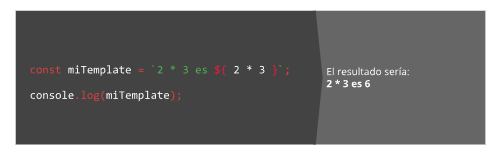 const miTemplate = `2 * 3 es ${ 2 * 3 }`;
console.log(miTemplate);
El resultado sería:
2 * 3 es 6